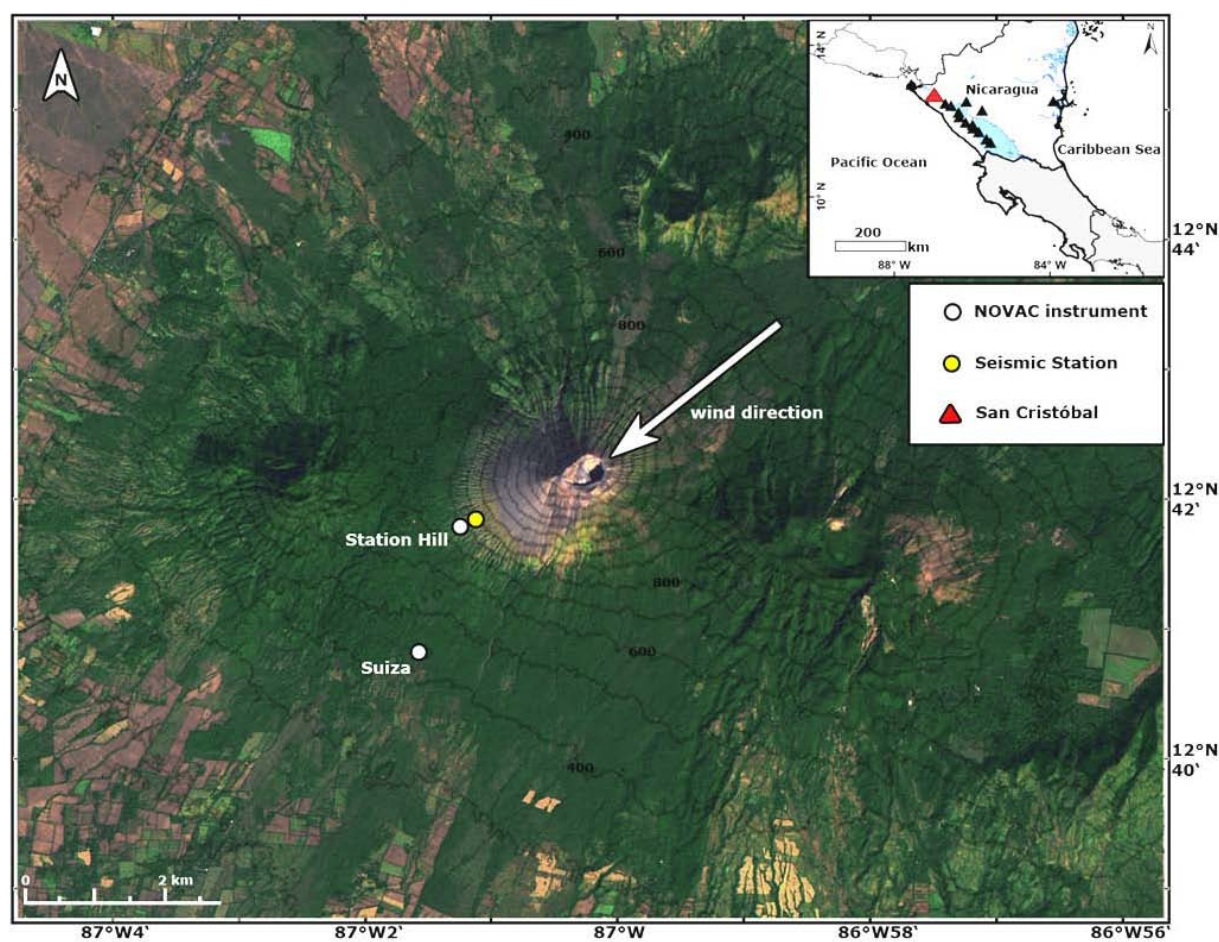 N
400
600
800
wind direction
Station Hill
Suiza
800
600
400
0
2 km
14° N
10° N
N
Nicaragua
Pacific Ocean
Caribbean Sea
200
km
88° W
84° W
NOVAC instrument
Seismic Station
San Cristóbal
12°N
44‘
12°N
42‘
12°N
40‘
87°W4‘
87°W2‘
87°W
86°W58‘
86°W56